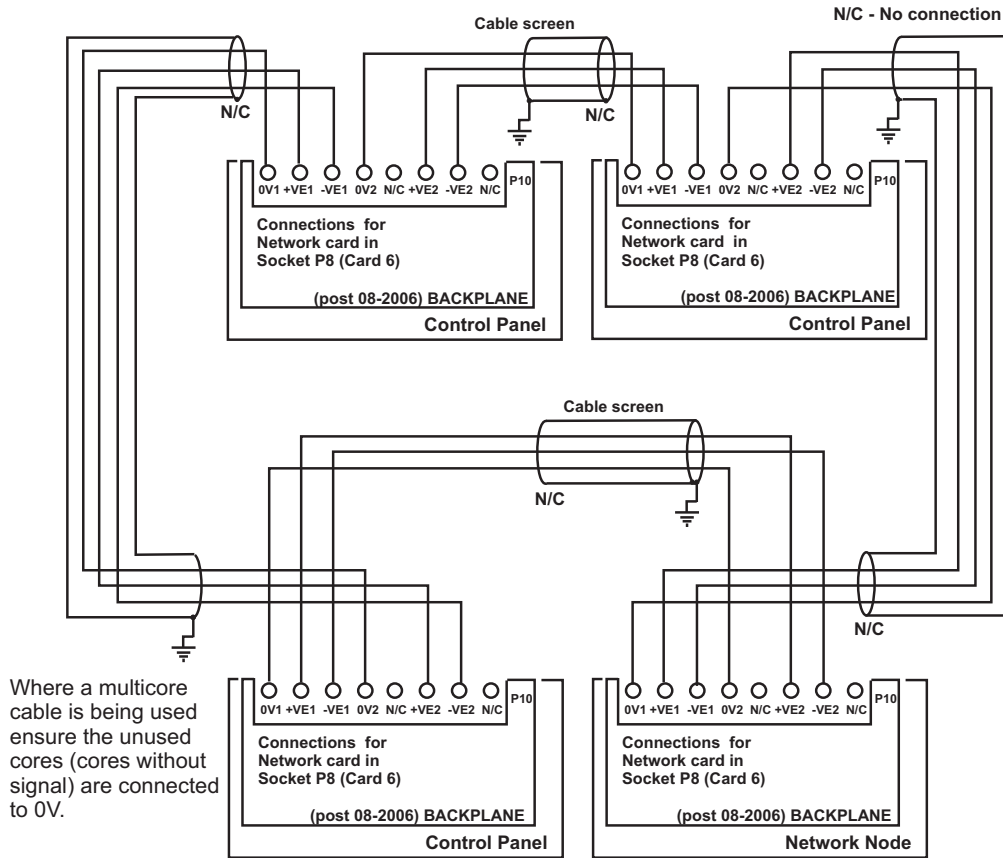 N/C - No connection
Cable screen
N/C
N/C
0V1 +VE1 -VE1 0V2 N/C +VE2 -VE2 N/C P10
Connections for
Network card in
Socket P8 (Card 6)
(post 08-2006) BACKPLANE
Control Panel
0V1 +VE1 -VE1 0V2 N/C +VE2 -VE2 N/C P10
Connections for
Network card in
Socket P8 (Card 6)
(post 08-2006) BACKPLANE
Control Panel
Cable screen
N/C
N/C
Where a multicore
cable is being used
ensure the unused
cores (cores without
signal) are connected
to 0V.
0V1 +VE1 -VE1 0V2 N/C +VE2 -VE2 N/C P10
Connections for
Network card in
Socket P8 (Card 6)
(post 08-2006) BACKPLANE
Control Panel
0V1 +VE1 -VE1 0V2 N/C +VE2 -VE2 N/C P10
Connections for
Network card in
Socket P8 (Card 6)
(post 08-2006) BACKPLANE
Network Node